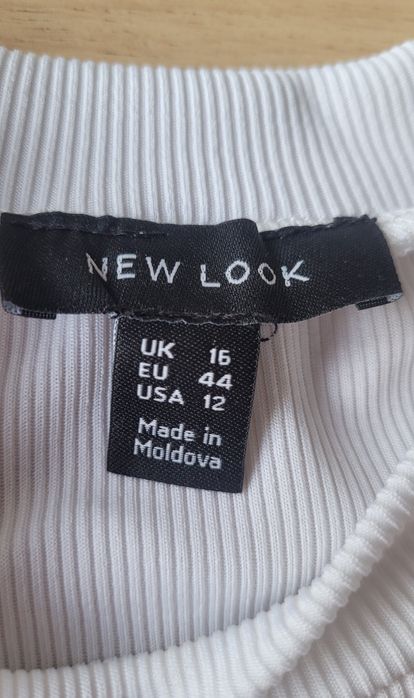 NEW LOOK
UK 16
EU 44
USA 12
Made in
Moldova